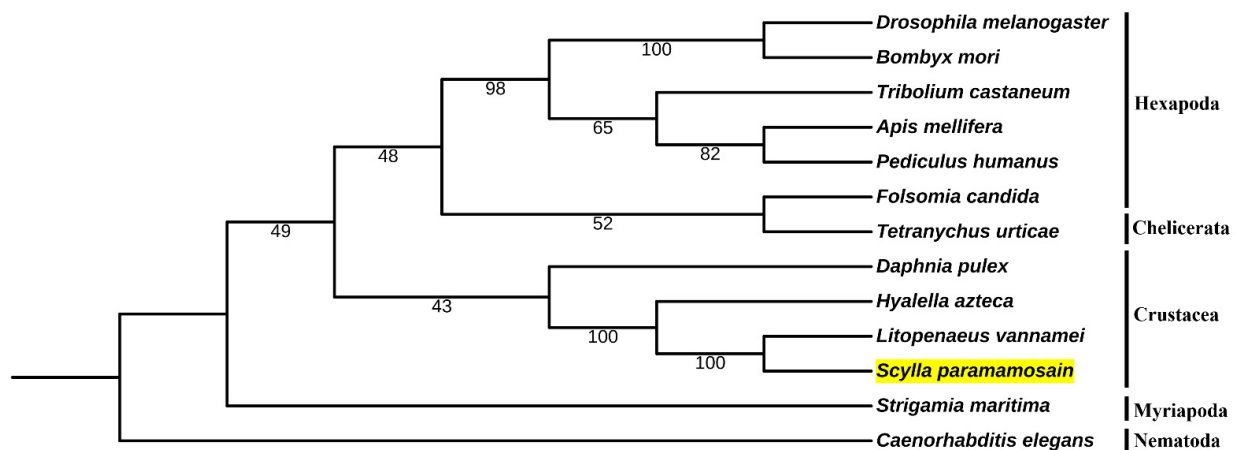 Drosophila melanogaster
100
Bombyx mori
98
Tribolium castaneum
Hexapoda
65
Apis mellifera
82
48
Pediculus humanus
Folsomia candida
52
49
Tetranychus urticae
Chelicerata
Daphnia pulex
43
Hyalella azteca
Crustacea
100
Litopenaeus vannamei
100
Scylla paramamosain
Strigamia maritima
Myriapoda
Caenorhabditis elegans
Nematoda